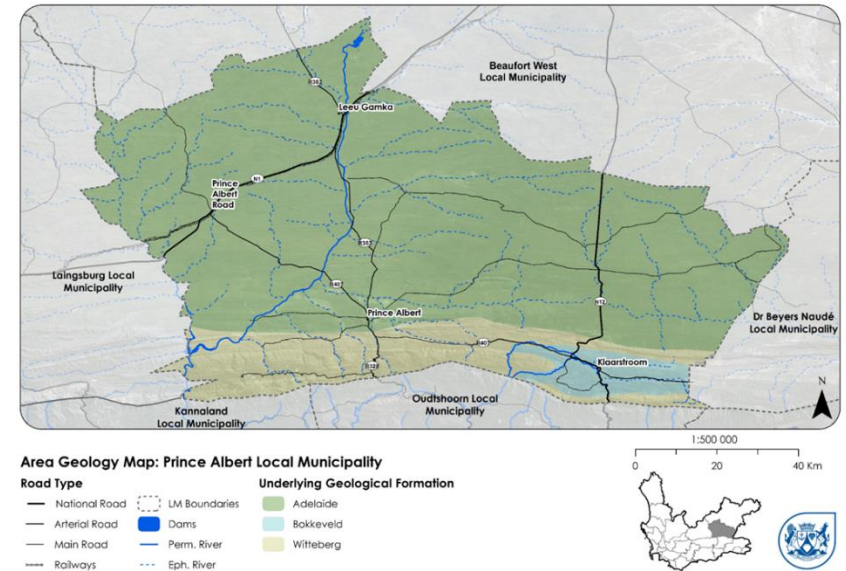 Beaufort West
Local Municipality
R381
Leeu Gamka
Prince
Albert
Road
N1
Laingsburg Local
Municipality
N12
Prince Albert
Dr Beyers Naudé
Local Municipality
Klaarstroom
Kannaland
Local Municipality
Oudtshoorn Local
Municipality
N
1:500 000
0 20 40 Km
Area Geology Map: Prince Albert Local Municipality
Road Type
National Road
Arterial Road
Main Road
Railways
LM Boundaries
Dams
Perm. River
Eph. River
Underlying Geological Formation
Adelaide
Bokkeveld
Witteberg